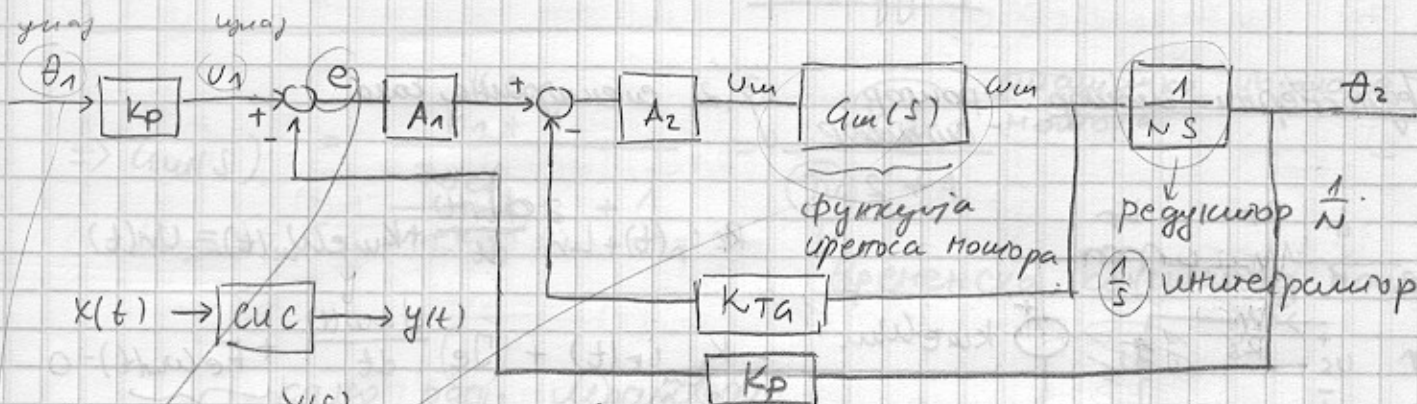 улаз излаз
θ1 Kp U1 e A1 A2 Um Gm(s) ωm 1/NS θ2
+ - + -
функција
преноса мотора
редуктор 1/N
1/S интегратор
KTG
x(t) → СИС → y(t)
Kp